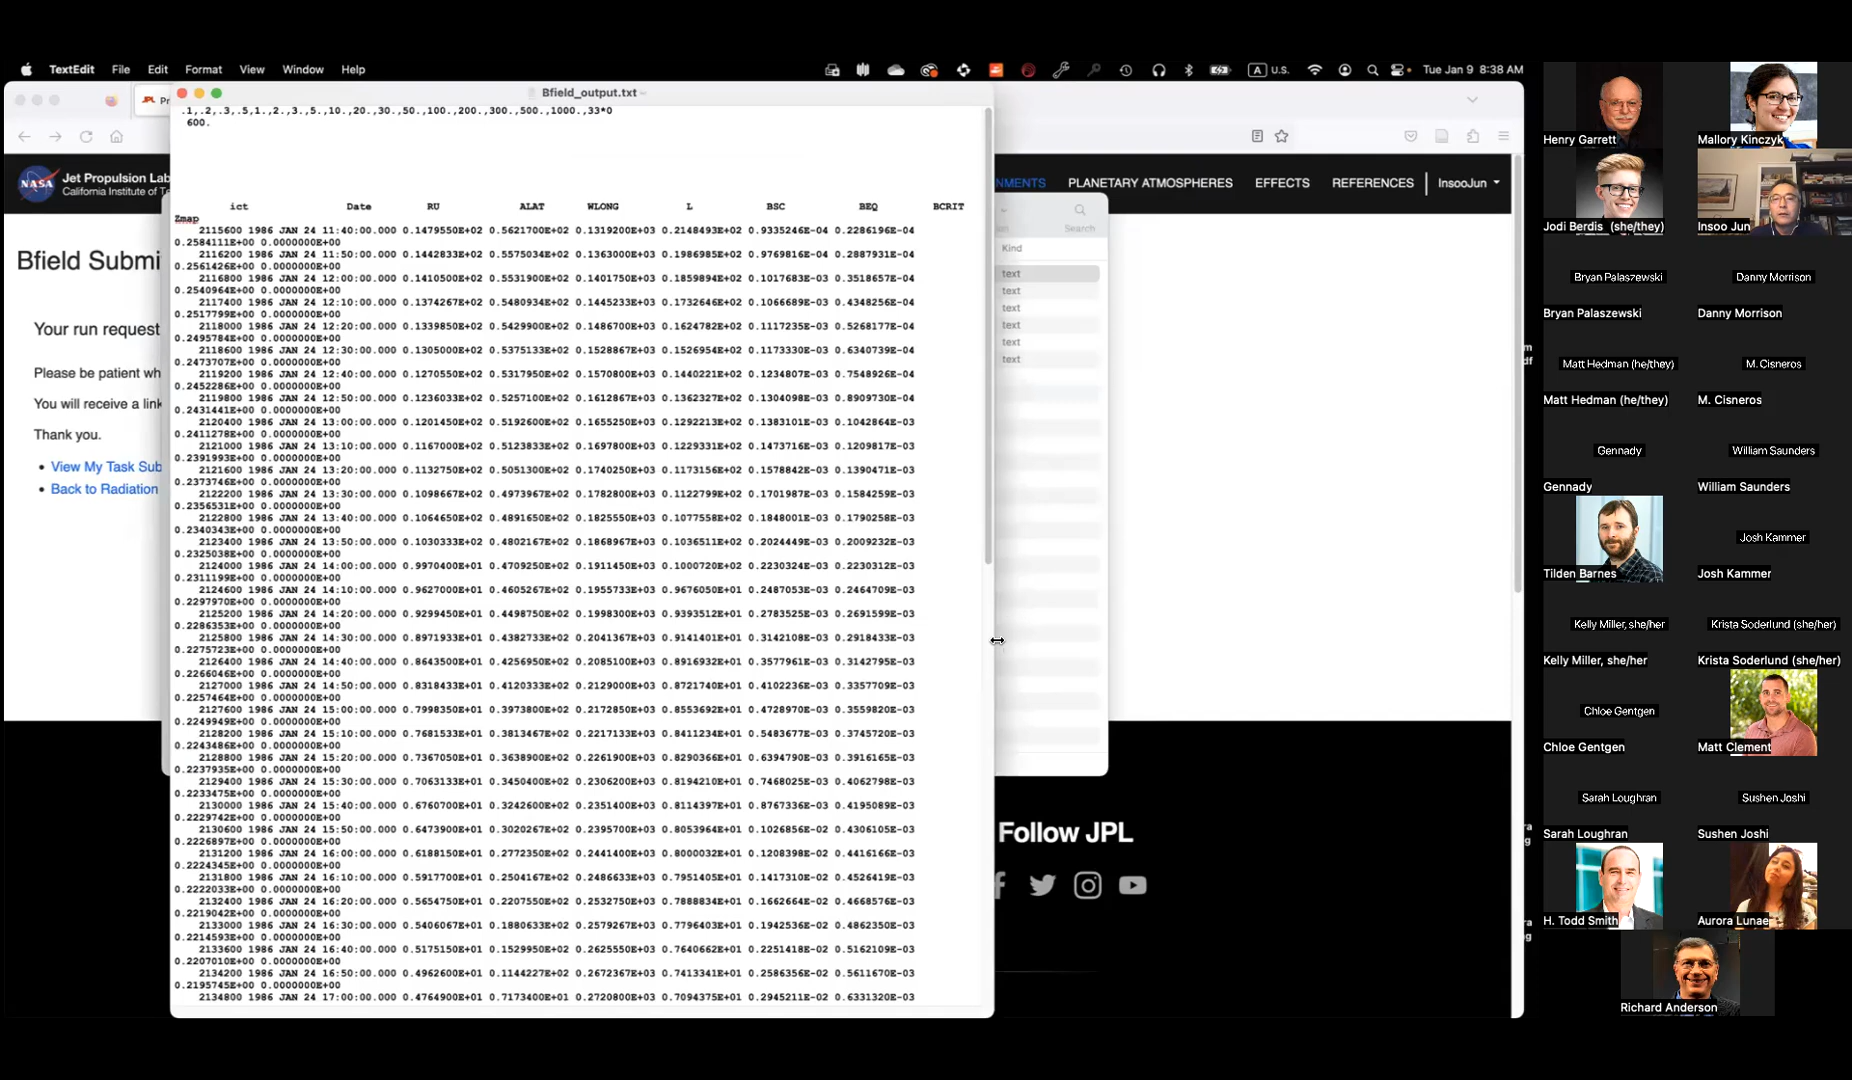 TextEdit File Edit Format View Window Help
A U.S.
Tue Jan 9 8:38 AM
Bfield_output.txt
JPL Pr
.1,.2,.3,.5,1.,2.,3.,5.,10.,20.,30.,50.,100.,200.,300.,500.,1000.,33*0
600.
NASA
Jet Propulsion Lab
California Institute of Te
NMENTS PLANETARY ATMOSPHERES EFFECTS REFERENCES InsooJun
Bfield Submi
Your run request
Please be patient wh
You will receive a link
Thank you.
• View My Task Sub
• Back to Radiation
ict Date RU ALAT WLONG L BSC BEQ BCRIT
Zmap
2115600 1986 JAN 24 11:40:00.000 0.1479550E+02 0.5621700E+02 0.1319200E+03 0.2148493E+02 0.9335246E-04 0.2286196E-04
0.2584111E+00 0.0000000E+00
2116200 1986 JAN 24 11:50:00.000 0.1442833E+02 0.5575034E+02 0.1363000E+03 0.1986985E+02 0.9769816E-04 0.2887931E-04
0.2561426E+00 0.0000000E+00
2116800 1986 JAN 24 12:00:00.000 0.1410500E+02 0.5531900E+02 0.1401750E+03 0.1859894E+02 0.1017683E-03 0.3518657E-04
0.2540964E+00 0.0000000E+00
2117400 1986 JAN 24 12:10:00.000 0.1374267E+02 0.5480934E+02 0.1445233E+03 0.1732646E+02 0.1066689E-03 0.4348256E-04
0.2517799E+00 0.0000000E+00
2118000 1986 JAN 24 12:20:00.000 0.1339850E+02 0.5429900E+02 0.1486700E+03 0.1624782E+02 0.1117235E-03 0.5268177E-04
0.2495784E+00 0.0000000E+00
2118600 1986 JAN 24 12:30:00.000 0.1305000E+02 0.5375133E+02 0.1528867E+03 0.1526954E+02 0.1173330E-03 0.6340739E-04
0.2473707E+00 0.0000000E+00
2119200 1986 JAN 24 12:40:00.000 0.1270550E+02 0.5317950E+02 0.1570800E+03 0.1440221E+02 0.1234807E-03 0.7548926E-04
0.2452286E+00 0.0000000E+00
2119800 1986 JAN 24 12:50:00.000 0.1236033E+02 0.5257100E+02 0.1612867E+03 0.1362327E+02 0.1304098E-03 0.8909730E-04
0.2431441E+00 0.0000000E+00
2120400 1986 JAN 24 13:00:00.000 0.1201450E+02 0.5192600E+02 0.1655250E+03 0.1292213E+02 0.1383101E-03 0.1042864E-03
0.2411278E+00 0.0000000E+00
2121000 1986 JAN 24 13:10:00.000 0.1167000E+02 0.5123833E+02 0.1697800E+03 0.1229331E+02 0.1473716E-03 0.1209817E-03
0.2391993E+00 0.0000000E+00
2121600 1986 JAN 24 13:20:00.000 0.1132750E+02 0.5051300E+02 0.1740250E+03 0.1173156E+02 0.1578842E-03 0.1390471E-03
0.2373746E+00 0.0000000E+00
2122200 1986 JAN 24 13:30:00.000 0.1098667E+02 0.4973967E+02 0.1782800E+03 0.1122799E+02 0.1701987E-03 0.1584259E-03
0.2356531E+00 0.0000000E+00
2122800 1986 JAN 24 13:40:00.000 0.1064650E+02 0.4891650E+02 0.1825550E+03 0.1077558E+02 0.1848001E-03 0.1790258E-03
0.2340343E+00 0.0000000E+00
2123400 1986 JAN 24 13:50:00.000 0.1030333E+02 0.4802167E+02 0.1868967E+03 0.1036511E+02 0.2024449E-03 0.2009232E-03
0.2325038E+00 0.0000000E+00
2124000 1986 JAN 24 14:00:00.000 0.9970400E+01 0.4709250E+02 0.1911450E+03 0.1000720E+02 0.2230324E-03 0.2230312E-03
0.2311199E+00 0.0000000E+00
2124600 1986 JAN 24 14:10:00.000 0.9627000E+01 0.4605267E+02 0.1955733E+03 0.9676050E+01 0.2487053E-03 0.2464709E-03
0.2297970E+00 0.0000000E+00
2125200 1986 JAN 24 14:20:00.000 0.9299450E+01 0.4498750E+02 0.1998300E+03 0.9393512E+01 0.2783525E-03 0.2691599E-03
0.2286353E+00 0.0000000E+00
2125800 1986 JAN 24 14:30:00.000 0.8971933E+01 0.4382733E+02 0.2041367E+03 0.9141401E+01 0.3142108E-03 0.2918433E-03
0.2275723E+00 0.0000000E+00
2126400 1986 JAN 24 14:40:00.000 0.8643500E+01 0.4256950E+02 0.2085100E+03 0.8916932E+01 0.3577961E-03 0.3142795E-03
0.2266046E+00 0.0000000E+00
2127000 1986 JAN 24 14:50:00.000 0.8318433E+01 0.4120333E+02 0.2129000E+03 0.8721740E+01 0.4102236E-03 0.3357709E-03
0.2257464E+00 0.0000000E+00
2127600 1986 JAN 24 15:00:00.000 0.7998350E+01 0.3973800E+02 0.2172850E+03 0.8553692E+01 0.4728970E-03 0.3559820E-03
0.2249949E+00 0.0000000E+00
2128200 1986 JAN 24 15:10:00.000 0.7681533E+01 0.3813467E+02 0.2217133E+03 0.8411234E+01 0.5483677E-03 0.3745720E-03
0.2243486E+00 0.0000000E+00
2128800 1986 JAN 24 15:20:00.000 0.7367050E+01 0.3638900E+02 0.2261900E+03 0.8290366E+01 0.6394790E-03 0.3916165E-03
0.2237935E+00 0.0000000E+00
2129400 1986 JAN 24 15:30:00.000 0.7063133E+01 0.3450400E+02 0.2306200E+03 0.8194210E+01 0.7468025E-03 0.4062798E-03
0.2233475E+00 0.0000000E+00
2130000 1986 JAN 24 15:40:00.000 0.6760700E+01 0.3242600E+02 0.2351400E+03 0.8114397E+01 0.8767336E-03 0.4195089E-03
0.2229742E+00 0.0000000E+00
2130600 1986 JAN 24 15:50:00.000 0.6473900E+01 0.3020267E+02 0.2395700E+03 0.8053964E+01 0.1026856E-02 0.4306105E-03
0.2226897E+00 0.0000000E+00
2131200 1986 JAN 24 16:00:00.000 0.6188150E+01 0.2772350E+02 0.2441400E+03 0.8000032E+01 0.1208398E-02 0.4416166E-03
0.2224345E+00 0.0000000E+00
2131800 1986 JAN 24 16:10:00.000 0.5917700E+01 0.2504167E+02 0.2486633E+03 0.7951405E+01 0.1417310E-02 0.4526419E-03
0.2222033E+00 0.0000000E+00
2132400 1986 JAN 24 16:20:00.000 0.5654750E+01 0.2207550E+02 0.2532750E+03 0.7888834E+01 0.1662664E-02 0.4668576E-03
0.2219042E+00 0.0000000E+00
2133000 1986 JAN 24 16:30:00.000 0.5406067E+01 0.1880633E+02 0.2579267E+03 0.7796403E+01 0.1942536E-02 0.4862350E-03
0.2214593E+00 0.0000000E+00
2133600 1986 JAN 24 16:40:00.000 0.5175150E+01 0.1529950E+02 0.2625550E+03 0.7640662E+01 0.2251418E-02 0.5162109E-03
0.2207010E+00 0.0000000E+00
2134200 1986 JAN 24 16:50:00.000 0.4962600E+01 0.1144227E+02 0.2672367E+03 0.7413341E+01 0.2586356E-02 0.5611670E-03
0.2195745E+00 0.0000000E+00
2134800 1986 JAN 24 17:00:00.000 0.4764900E+01 0.7173400E+01 0.2720800E+03 0.7094375E+01 0.2945211E-02 0.6331320E-03
Search
Kind
text
text
text
text
text
text
Follow JPL
Henry Garrett
Mallory Kinczyk
Jodi Berdis (she/they)
Insoo Jun
Bryan Palaszewski
Danny Morrison
Bryan Palaszewski
Danny Morrison
Matt Hedman (he/they)
M. Cisneros
Matt Hedman (he/they)
M. Cisneros
Gennady
William Saunders
Gennady
William Saunders
Josh Kammer
Tilden Barnes
Josh Kammer
Kelly Miller, she/her
Krista Soderlund (she/her)
Kelly Miller, she/her
Krista Soderlund (she/her)
Chloe Gentgen
Chloe Gentgen
Matt Clement
Sarah Loughran
Sushen Joshi
Sarah Loughran
Sushen Joshi
H. Todd Smith
Aurora Lunae
Richard Anderson